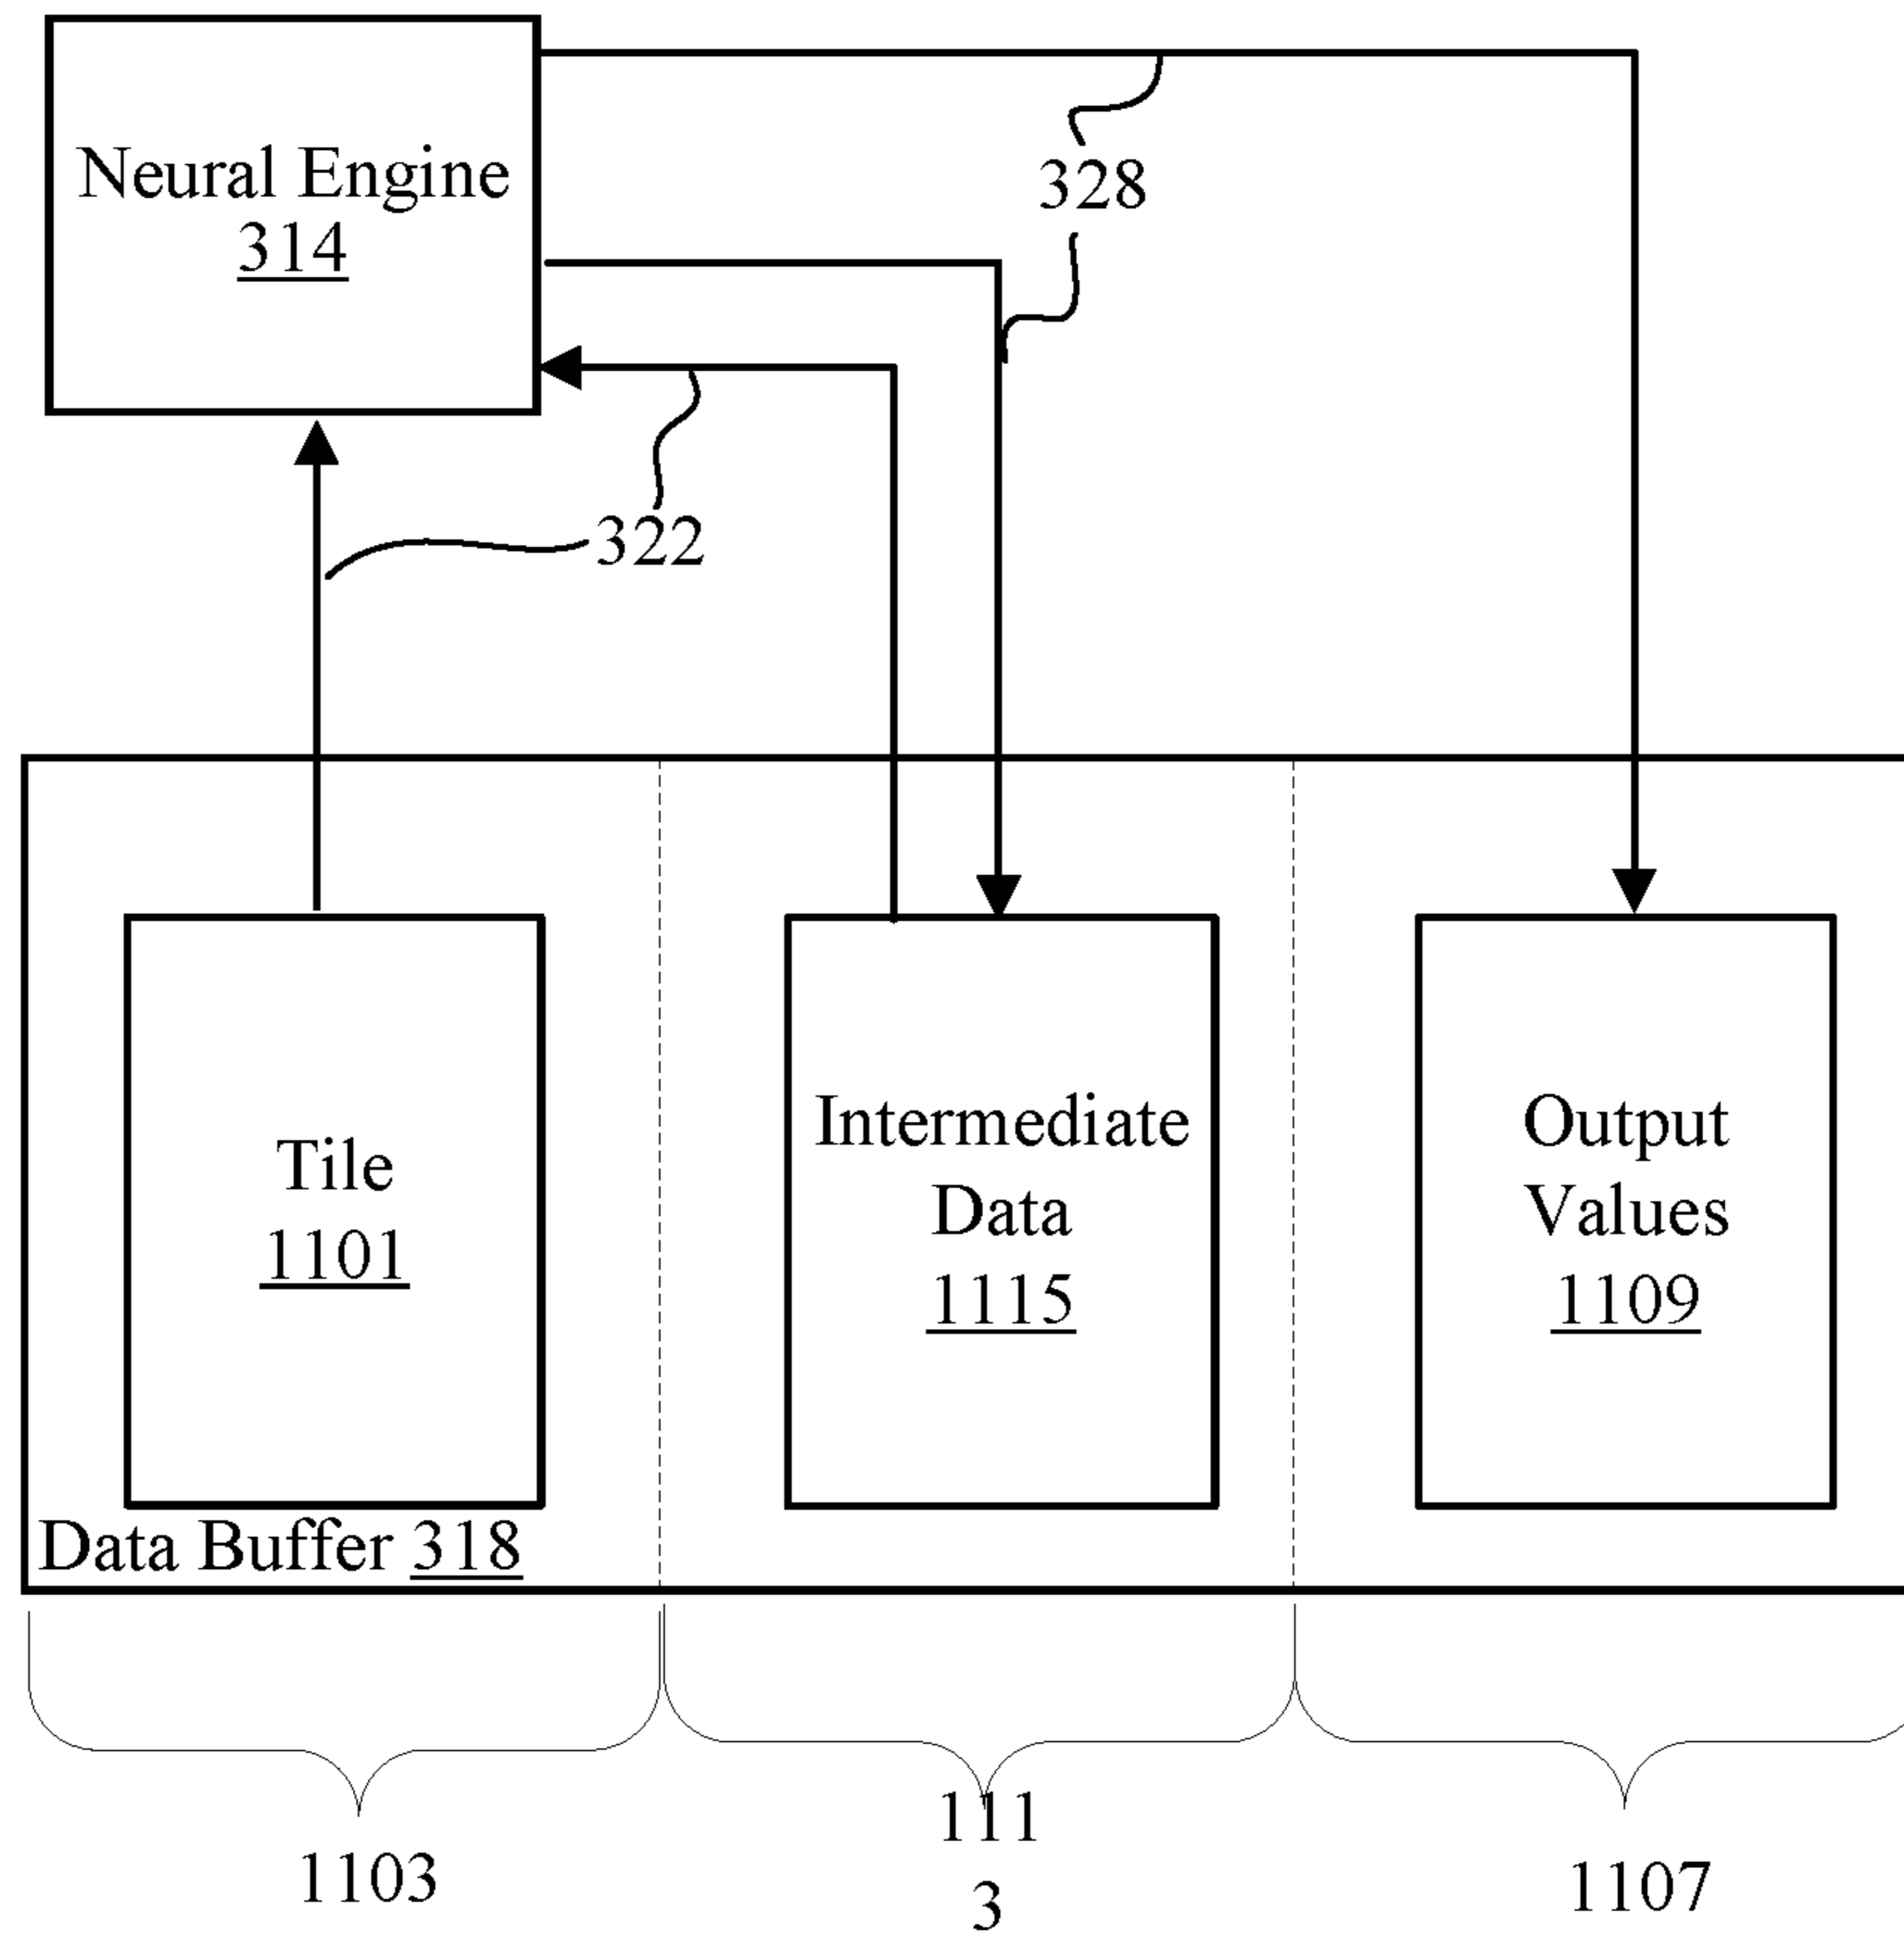 Neural Engine
314
328
322
Tile
1101
Intermediate
Data
1115
Output
Values
1109
Data Buffer 318
1103
111
3
1107